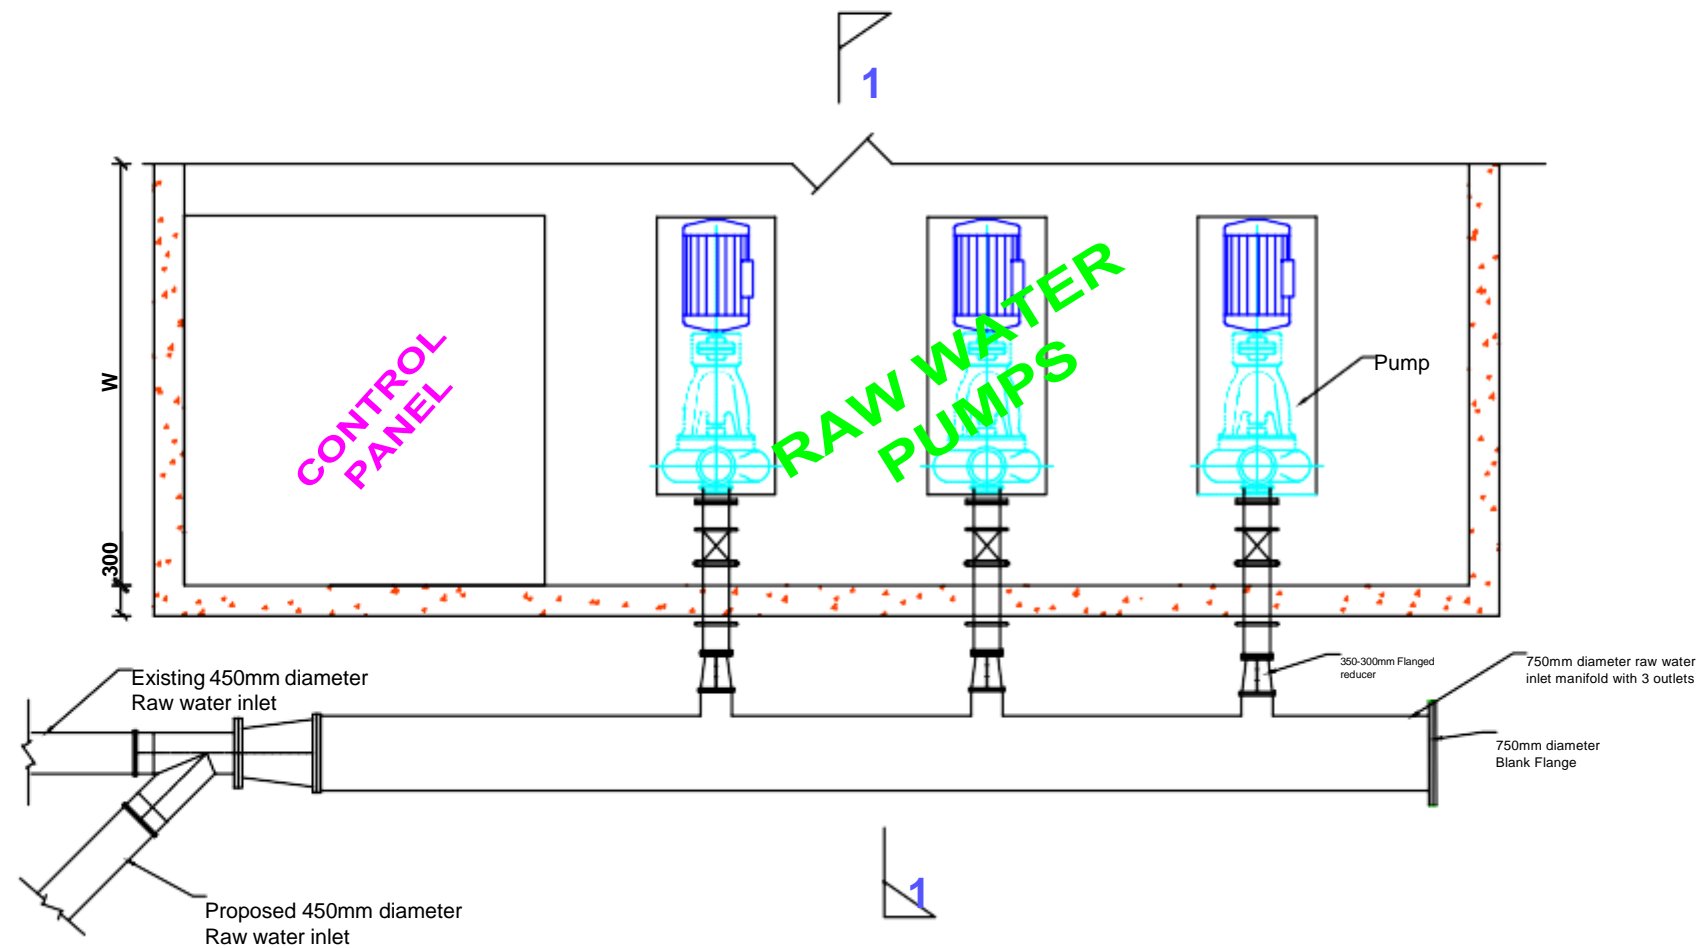 1
W
300
CONTROL
PANEL
RAW WATER
PUMPS
Pump
Existing 450mm diameter
Raw water inlet
350-300mm Flanged
reducer
750mm diameter raw water
inlet manifold with 3 outlets
750mm diameter
Blank Flange
Proposed 450mm diameter
Raw water inlet
1